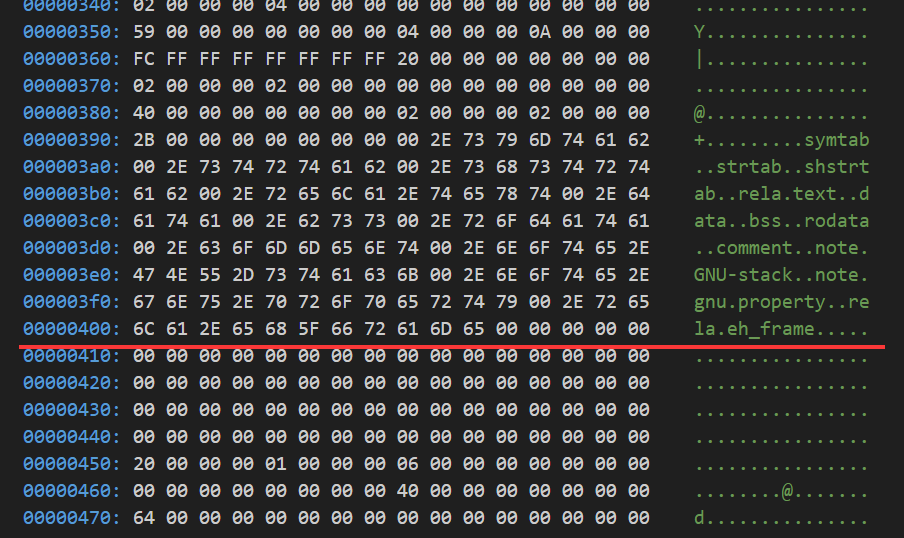 00000340: 02 00 00 00 04 00 00 00 00 00 00 00 00 00 00 00 ................
00000350: 59 00 00 00 00 00 00 00 04 00 00 00 0A 00 00 00 Y...............
00000360: FC FF FF FF FF FF FF FF 20 00 00 00 00 00 00 00 |...............
00000370: 02 00 00 00 02 00 00 00 00 00 00 00 00 00 00 00 ................
00000380: 40 00 00 00 00 00 00 00 02 00 00 00 02 00 00 00 @...............
00000390: 2B 00 00 00 00 00 00 00 00 2E 73 79 6D 74 61 62 +.........symtab
000003a0: 00 2E 73 74 72 74 61 62 00 2E 73 68 73 74 72 74 ..strtab..shstrt
000003b0: 61 62 00 2E 72 65 6C 61 2E 74 65 78 74 00 2E 64 ab..rela.text..d
000003c0: 61 74 61 00 2E 62 73 73 00 2E 72 6F 64 61 74 61 ata..bss..rodata
000003d0: 00 2E 63 6F 6D 6D 65 6E 74 00 2E 6E 6F 74 65 2E ..comment..note.
000003e0: 47 4E 55 2D 73 74 61 63 6B 00 2E 6E 6F 74 65 2E GNU-stack..note.
000003f0: 67 6E 75 2E 70 72 6F 70 65 72 74 79 00 2E 72 65 gnu.property..re
00000400: 6C 61 2E 65 68 5F 66 72 61 6D 65 00 00 00 00 00 la.eh_frame.....
00000410: 00 00 00 00 00 00 00 00 00 00 00 00 00 00 00 00 ................
00000420: 00 00 00 00 00 00 00 00 00 00 00 00 00 00 00 00 ................
00000430: 00 00 00 00 00 00 00 00 00 00 00 00 00 00 00 00 ................
00000440: 00 00 00 00 00 00 00 00 00 00 00 00 00 00 00 00 ................
00000450: 20 00 00 00 01 00 00 00 06 00 00 00 00 00 00 00 ................
00000460: 00 00 00 00 00 00 00 00 40 00 00 00 00 00 00 00 ........@.......
00000470: 64 00 00 00 00 00 00 00 00 00 00 00 00 00 00 00 d...............